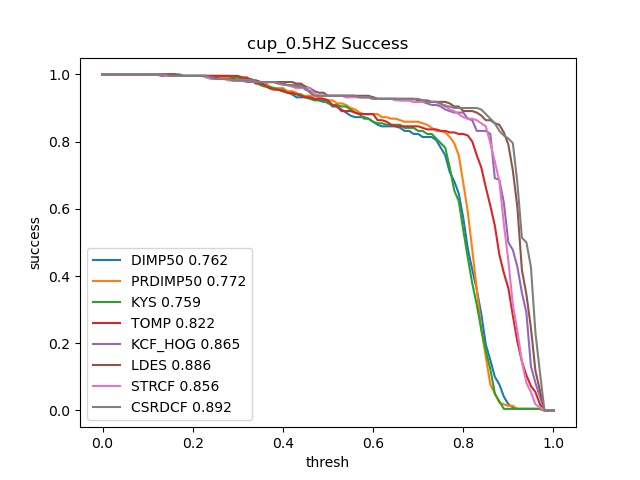 cup_0.5HZ Success
success
1.0
0.8
0.6
0.4
0.2
0.0
DIMP50 0.762
PRDIMP50 0.772
KYS 0.759
TOMP 0.822
KCF_HOG 0.865
LDES 0.886
STRCF 0.856
CSRDCF 0.892
0.0 0.2 0.4 0.6 0.8 1.0
thresh